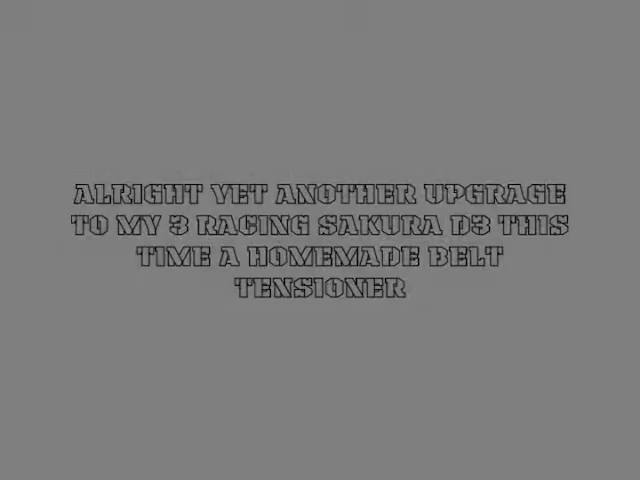 ALRIGHT YET ANOTHER UPGRAGE
TO MY 3 RACING SAKURA D3 THIS
TIME A HOMEMADE BELT
TENSIONER